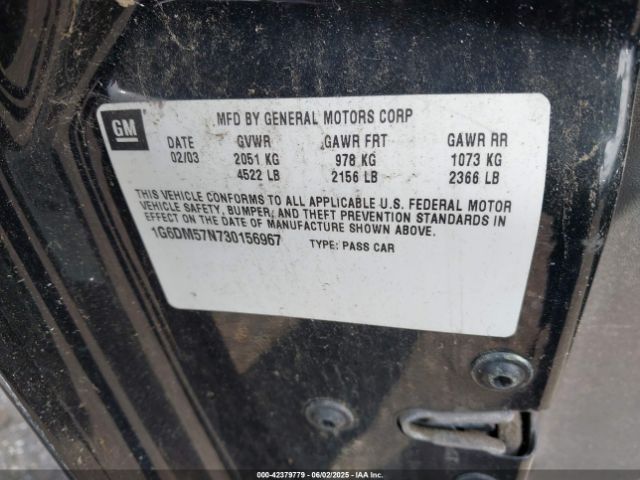 GM
MFD BY GENERAL MOTORS CORP
DATE GVWR GAWR FRT GAWR RR
02/03 2051 KG 978 KG 1073 KG
4522 LB 2156 LB 2366 LB
THIS VEHICLE CONFORMS TO ALL APPLICABLE U.S. FEDERAL MOTOR
VEHICLE SAFETY, BUMPER, AND THEFT PREVENTION STANDARDS IN
EFFECT ON THE DATE OF MANUFACTURE SHOWN ABOVE.
1G6DM57N730156967 TYPE: PASS CAR
000-42379779 - 06/02/2025 - IAA Inc.